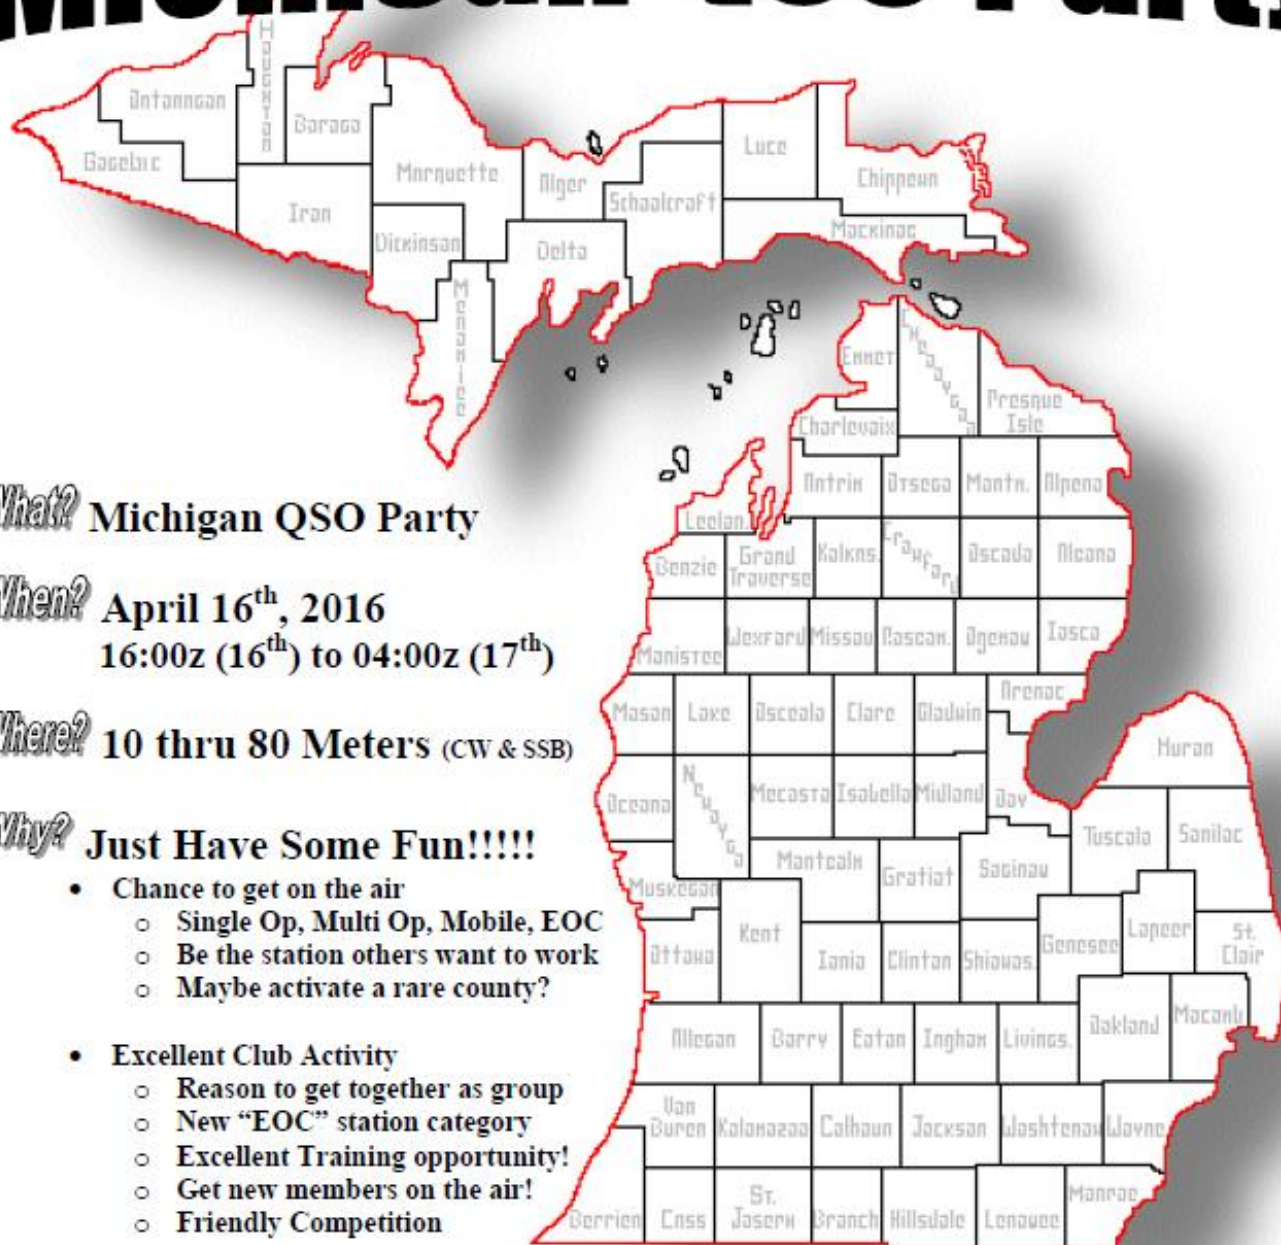 Michigan QSO Party
Houghton
Ontonagon
Baraga
Gogebic
Marquette
Alger
Luce
Chippewa
Iron
Schoolcraft
Dickinson
Delta
Mackinac
Menominee
Emmet
Cheboygan
Presque
Isle
Charlevoix
Antrim
Otsego
Montm.
Alpena
Leelan.
Benzie
Grand
Traverse
Kalkns.
Crawford
Oscoda
Alcona
Manistee
Wexford
Missau
Roscom.
Ogemaw
Iosco
Mason
Lake
Osceola
Clare
Gladwin
Arenac
Oceana
Newaygo
Mecosta
Isabella
Midland
Bay
Huron
Muskegon
Montcalm
Gratiot
Saginaw
Tuscola
Sanilac
Ottawa
Kent
Ionia
Clinton
Shiawas.
Genesee
Lapeer
St.
Clair
Allegan
Barry
Eaton
Ingham
Livings.
Oakland
Macomb
Van
Buren
Kalamazoo
Calhoun
Jackson
Washtenaw
Wayne
Berrien
Cass
St.
Joseph
Branch
Hillsdale
Lenawee
Monroe
What? Michigan QSO Party
When? April 16th, 2016
16:00z (16th) to 04:00z (17th)
Where? 10 thru 80 Meters (CW & SSB)
Why? Just Have Some Fun!!!!!
• Chance to get on the air
o Single Op, Multi Op, Mobile, EOC
o Be the station others want to work
o Maybe activate a rare county?
• Excellent Club Activity
o Reason to get together as group
o New “EOC” station category
o Excellent Training opportunity!
o Get new members on the air!
o Friendly Competition